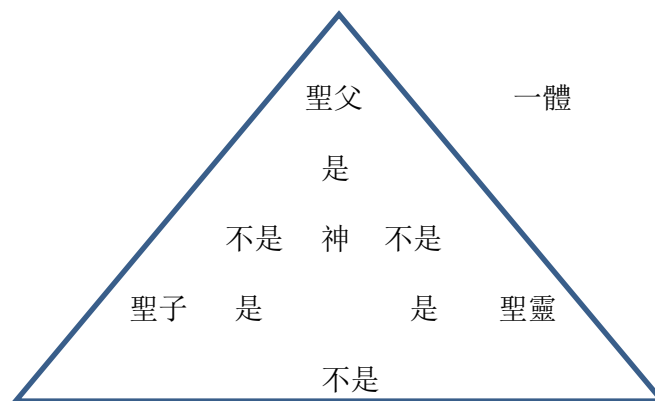 聖父 一體
是
不是 神 不是
聖子 是 是 聖靈
不是